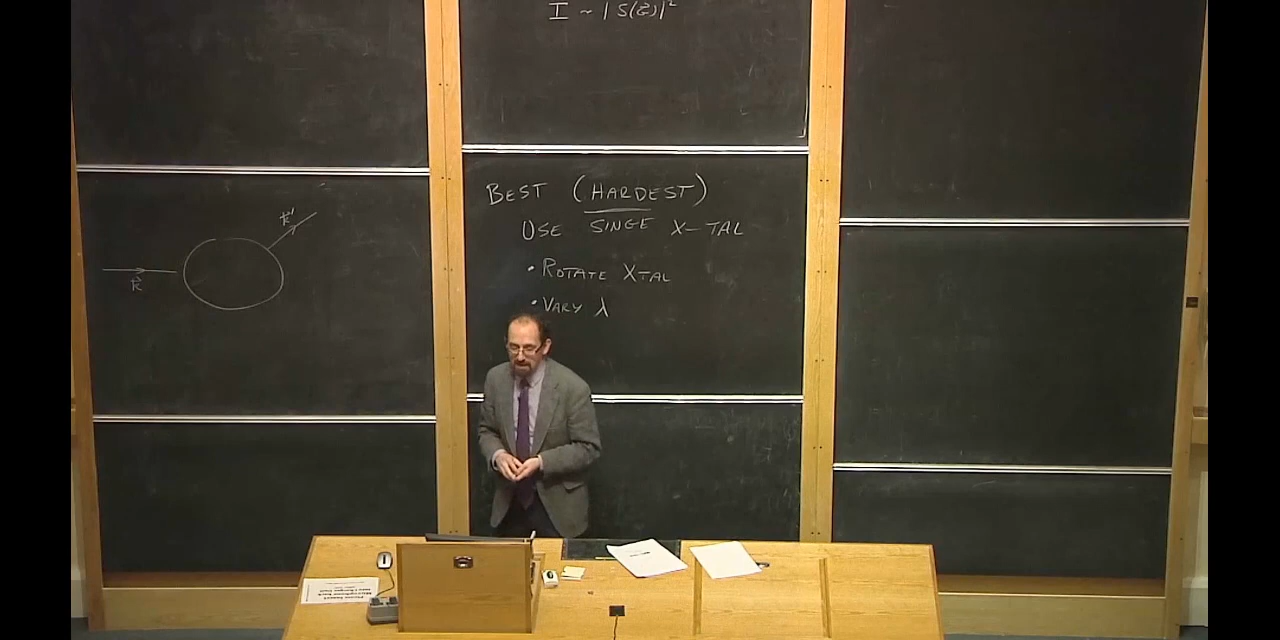 I ~ |S(G⃗)|²
k⃗'
k⃗
BEST (HARDEST)
USE SINGE X-TAL
• ROTATE XTAL
• VARY λ